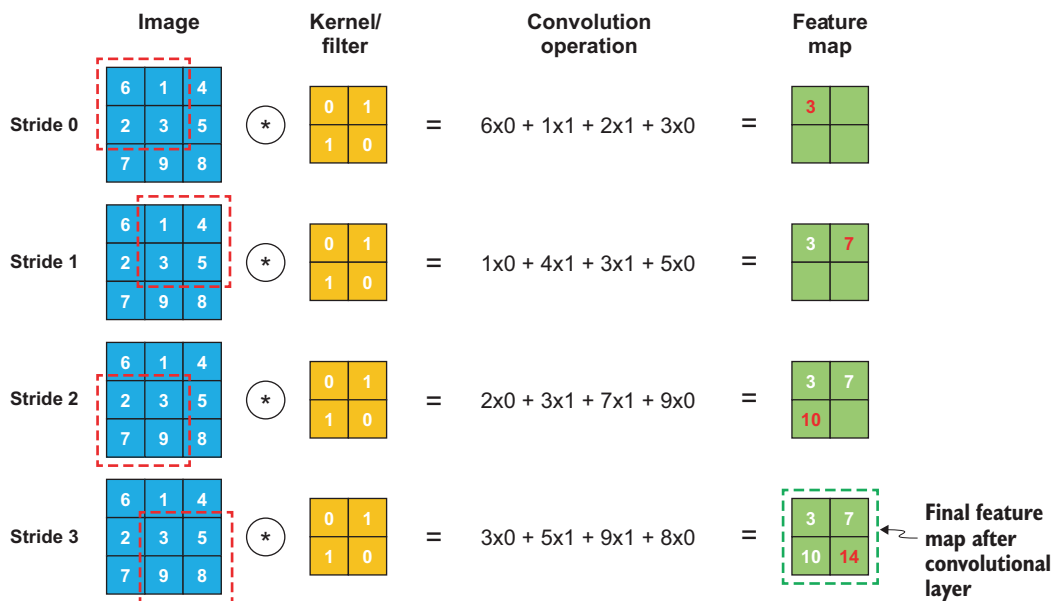 Image
Kernel/
filter
Convolution
operation
Feature
map
Stride 0
6 1 4
2 3 5
7 9 8
*
0 1
1 0
=
6x0 + 1x1 + 2x1 + 3x0
=
3
Stride 1
6 1 4
2 3 5
7 9 8
*
0 1
1 0
=
1x0 + 4x1 + 3x1 + 5x0
=
3 7
Stride 2
6 1 4
2 3 5
7 9 8
*
0 1
1 0
=
2x0 + 3x1 + 7x1 + 9x0
=
3 7
10
Stride 3
6 1 4
2 3 5
7 9 8
*
0 1
1 0
=
3x0 + 5x1 + 9x1 + 8x0
=
3 7
10 14
Final feature
map after
convolutional
layer